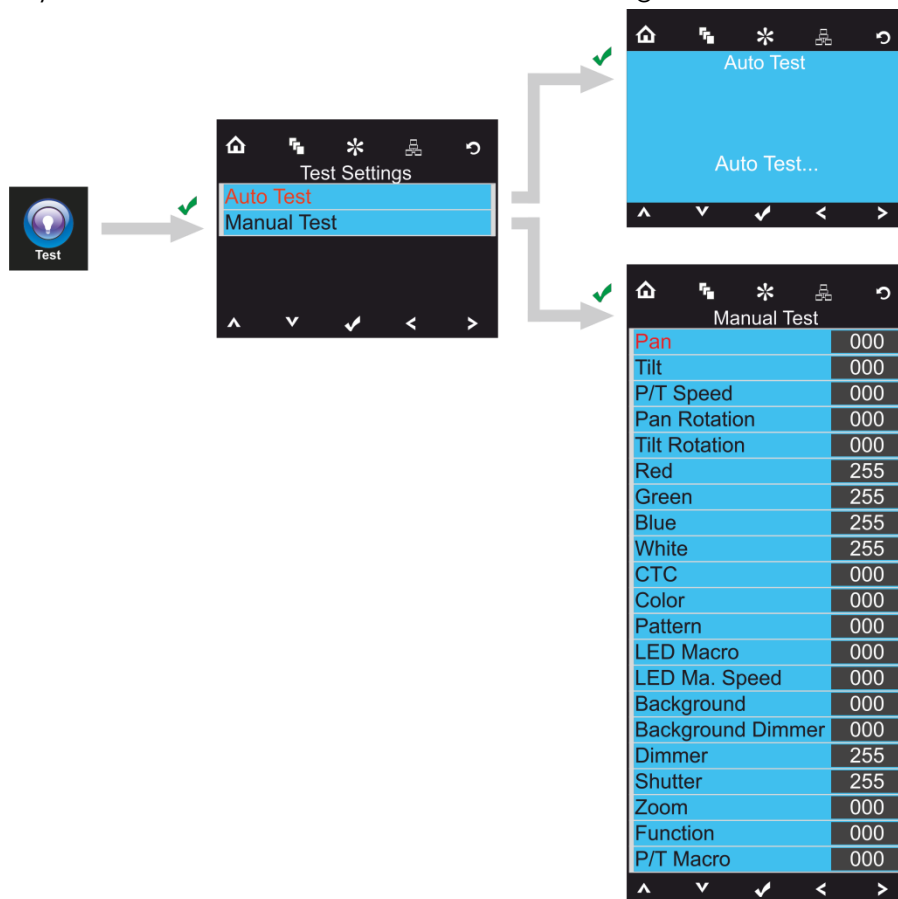 Auto Test
Auto Test...
Test Settings
Auto Test
Manual Test
Test
Manual Test
Pan 000
Tilt 000
P/T Speed 000
Pan Rotation 000
Tilt Rotation 000
Red 255
Green 255
Blue 255
White 255
CTC 000
Color 000
Pattern 000
LED Macro 000
LED Ma. Speed 000
Background 000
Background Dimmer 000
Dimmer 255
Shutter 255
Zoom 000
Function 000
P/T Macro 000